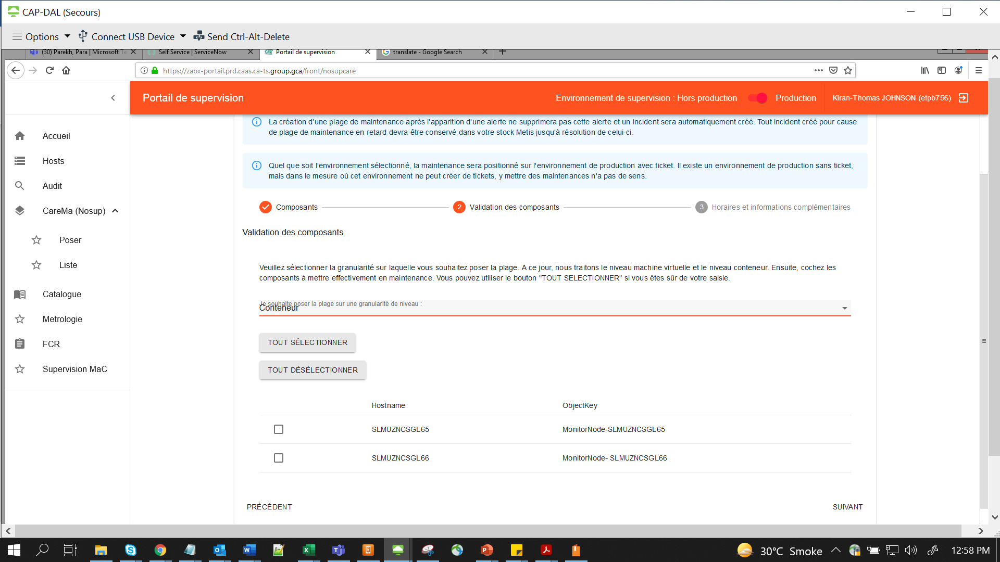 CAP-DAL (Secours)
Options Connect USB Device Send Ctrl-Alt-Delete
(30) Parekh, Para | Microsoft Te Self Service | ServiceNow Portail de supervision translate - Google Search
https://zabx-portail.prd.caas.ca-ts.group.gca/front/nosupcare
Portail de supervision Environnement de supervision : Hors production Production Kiran-Thomas JOHNSON (etpb756)
Accueil
Hosts
Audit
CareMa (Nosup)
Poser
Liste
Catalogue
Metrologie
FCR
Supervision MaC
La création d'une plage de maintenance après l'apparition d'une alerte ne supprimera pas cette alerte et un incident sera automatiquement créé. Tout incident créé pour cause
de plage de maintenance en retard devra être conservé dans votre stock Metis jusqu'à résolution de celui-ci.
Quel que soit l'environnement sélectionné, la maintenance sera positionné sur l'environnement de production avec ticket. Il existe un environnement de production sans ticket,
mais dans le mesure où cet environnement ne peut créer de tickets, y mettre des maintenances n'a pas de sens.
Composants 2 Validation des composants 3 Horaires et informations complémentaires
Validation des composants
Veuillez sélectionner la granularité sur laquelle vous souhaitez poser la plage. A ce jour, nous traitons le niveau machine virtuelle et le niveau conteneur. Ensuite, cochez les
composants à mettre effectivement en maintenance. Vous pouvez utiliser le bouton "TOUT SELECTIONNER" si vous êtes sûr de votre saisie.
Je souhaite poser la plage sur une granularité de niveau :
Conteneur
TOUT SÉLECTIONNER
TOUT DÉSÉLECTIONNER
Hostname ObjectKey
SLMUZNCSGL65 MonitorNode-SLMUZNCSGL65
SLMUZNCSGL66 MonitorNode- SLMUZNCSGL66
PRÉCÉDENT SUIVANT
30°C Smoke 12:58 PM